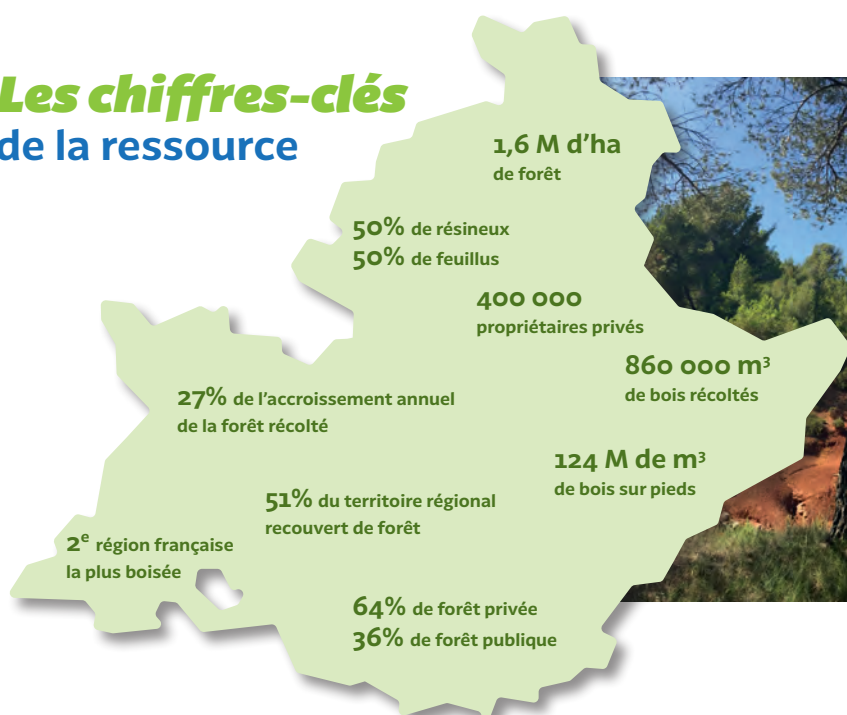 Les chiffres-clés
de la ressource
1,6 M d'ha
de forêt
50% de résineux
50% de feuillus
400 000
propriétaires privés
860 000 m³
de bois récoltés
27% de l'accroissement annuel
de la forêt récolté
124 M de m³
de bois sur pieds
51% du territoire régional
recouvert de forêt
2e région française
la plus boisée
64% de forêt privée
36% de forêt publique